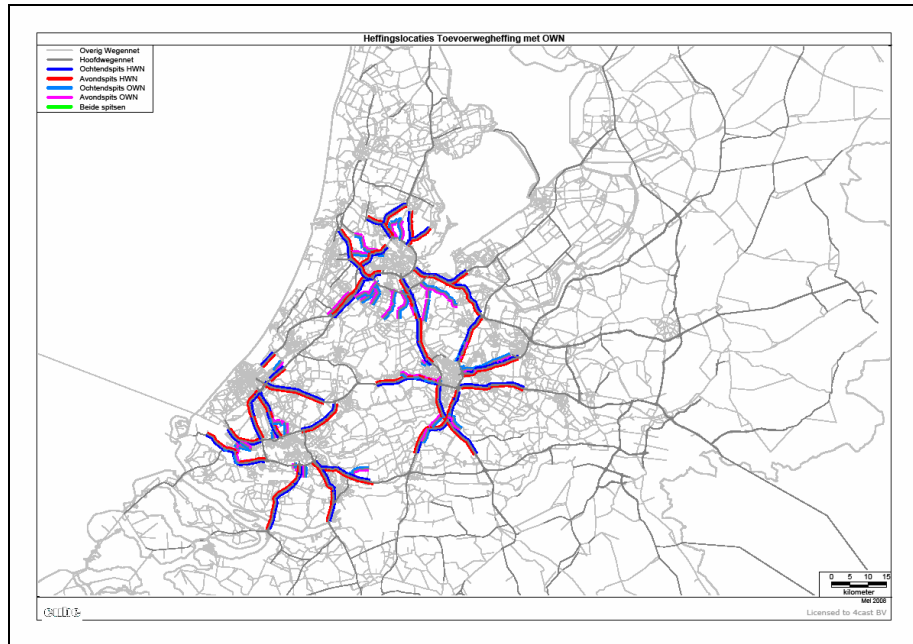 Heffingslocaties Toevoerwegheffing met OWN
Overig Wegennet
Hoofdwegennet
Ochtendspits HWN
Avondspits HWN
Ochtendspits OWN
Avondspits OWN
Beide spitsen
0 5 10 15
kilometer
Mei 2008
cube
Licensed to 4cast BV